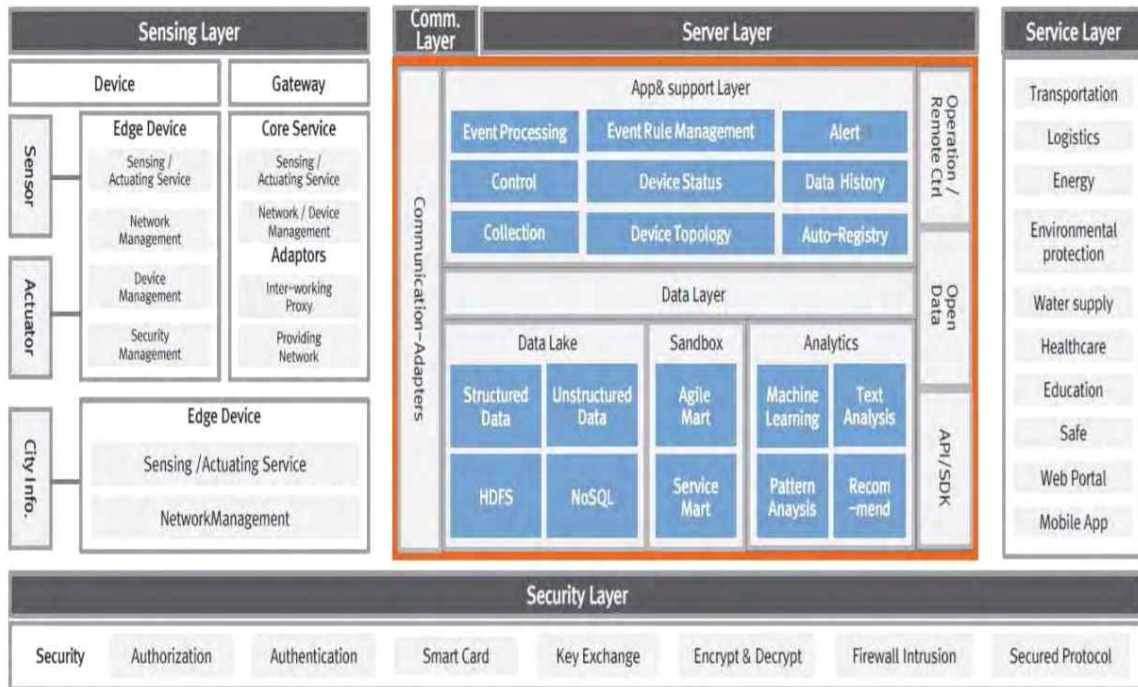 Sensing Layer
Device
Gateway
Sensor
Actuator
City Info.
Edge Device
Sensing /
Actuating Service
Network
Management
Device
Management
Security
Management
Core Service
Sensing /
Actuating Service
Network / Device
Management
Adaptors
Inter-working
Proxy
Providing
Network
Edge Device
Sensing /Actuating Service
NetworkManagement
Comm.
Layer
Server Layer
Communication-Adapters
App& support Layer
Event Processing
Event Rule Management
Alert
Control
Device Status
Data History
Collection
Device Topology
Auto-Registry
Data Layer
Data Lake
Structured
Data
Unstructured
Data
HDFS
NoSQL
Sandbox
Agile
Mart
Service
Mart
Analytics
Machine
Learning
Text
Analysis
Pattern
Anaysis
Recom
-mend
Operation /
Remote Ctrl
Open
Data
API/SDK
Service Layer
Transportation
Logistics
Energy
Environmental
protection
Water supply
Healthcare
Education
Safe
Web Portal
Mobile App
Security Layer
Security
Authorization
Authentication
Smart Card
Key Exchange
Encrypt & Decrypt
Firewall Intrusion
Secured Protocol